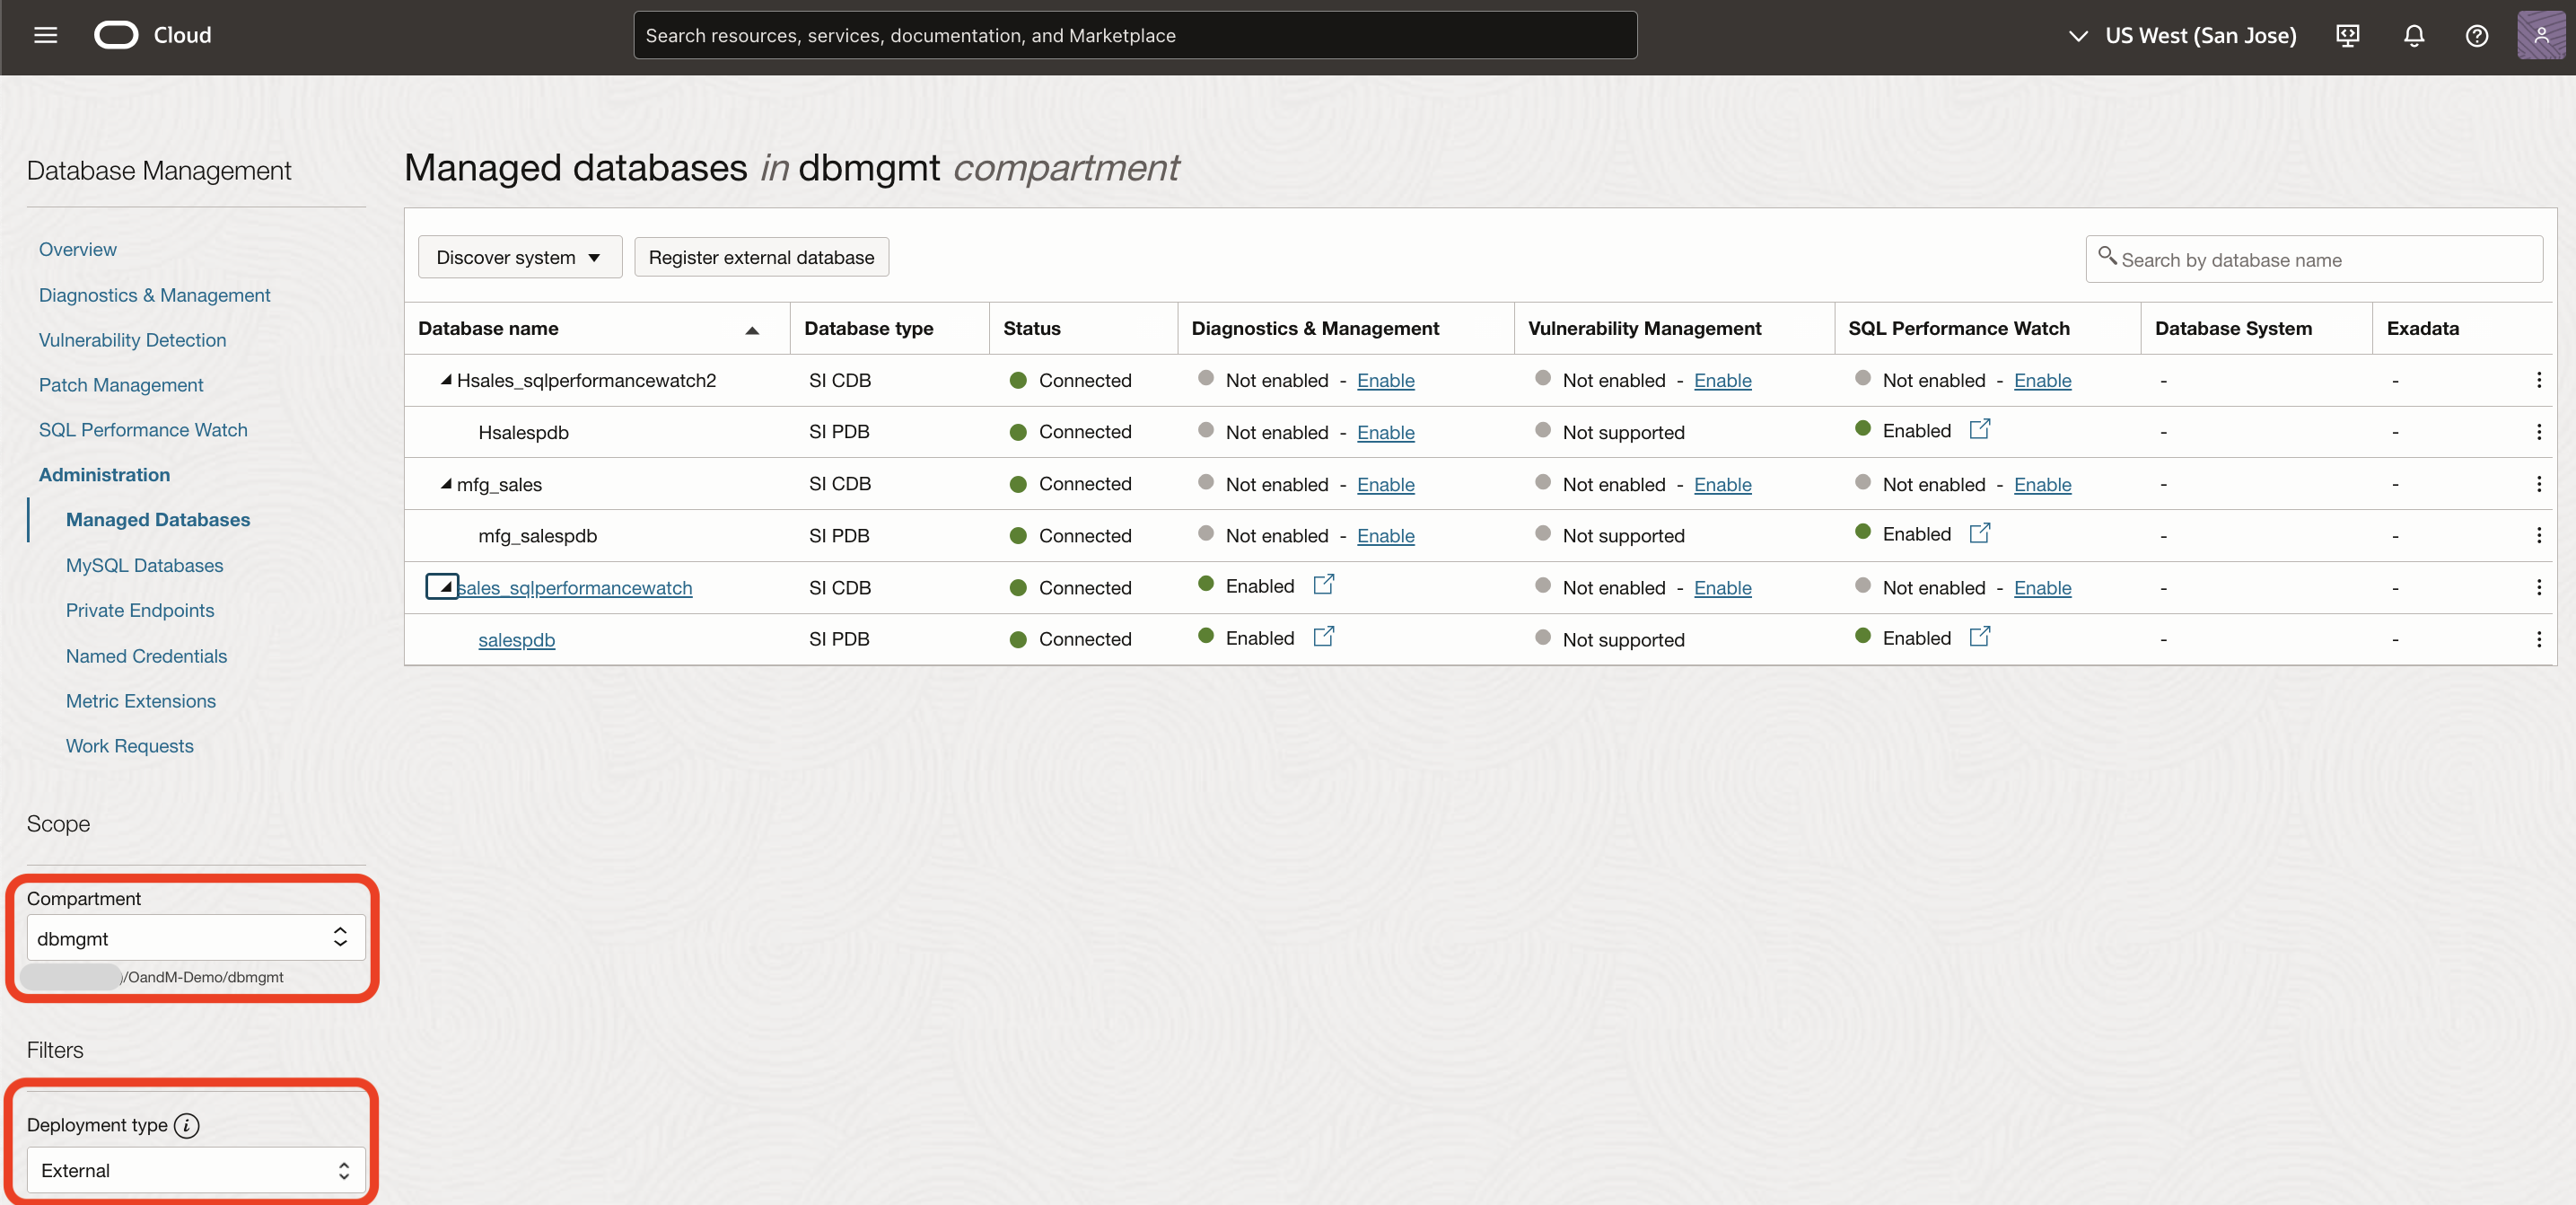 Cloud
Search resources, services, documentation, and Marketplace
US West (San Jose)
Database Management
Overview
Diagnostics & Management
Vulnerability Detection
Patch Management
SQL Performance Watch
Administration
Managed Databases
MySQL Databases
Private Endpoints
Named Credentials
Metric Extensions
Work Requests
Scope
Compartment
dbmgmt
/OandM-Demo/dbmgmt
Filters
Deployment type
External
Managed databases in dbmgmt compartment
Discover system Register external database Search by database name
Database name Database type Status Diagnostics & Management Vulnerability Management SQL Performance Watch Database System Exadata
Hsales_sqlperformancewatch2 SI CDB Connected Not enabled - Enable Not enabled - Enable Not enabled - Enable - -
Hsalespdb SI PDB Connected Not enabled - Enable Not supported Enabled - -
mfg_sales SI CDB Connected Not enabled - Enable Not enabled - Enable Not enabled - Enable - -
mfg_salespdb SI PDB Connected Not enabled - Enable Not supported Enabled - -
sales_sqlperformancewatch SI CDB Connected Enabled Not enabled - Enable Not enabled - Enable - -
salespdb SI PDB Connected Enabled Not supported Enabled - -